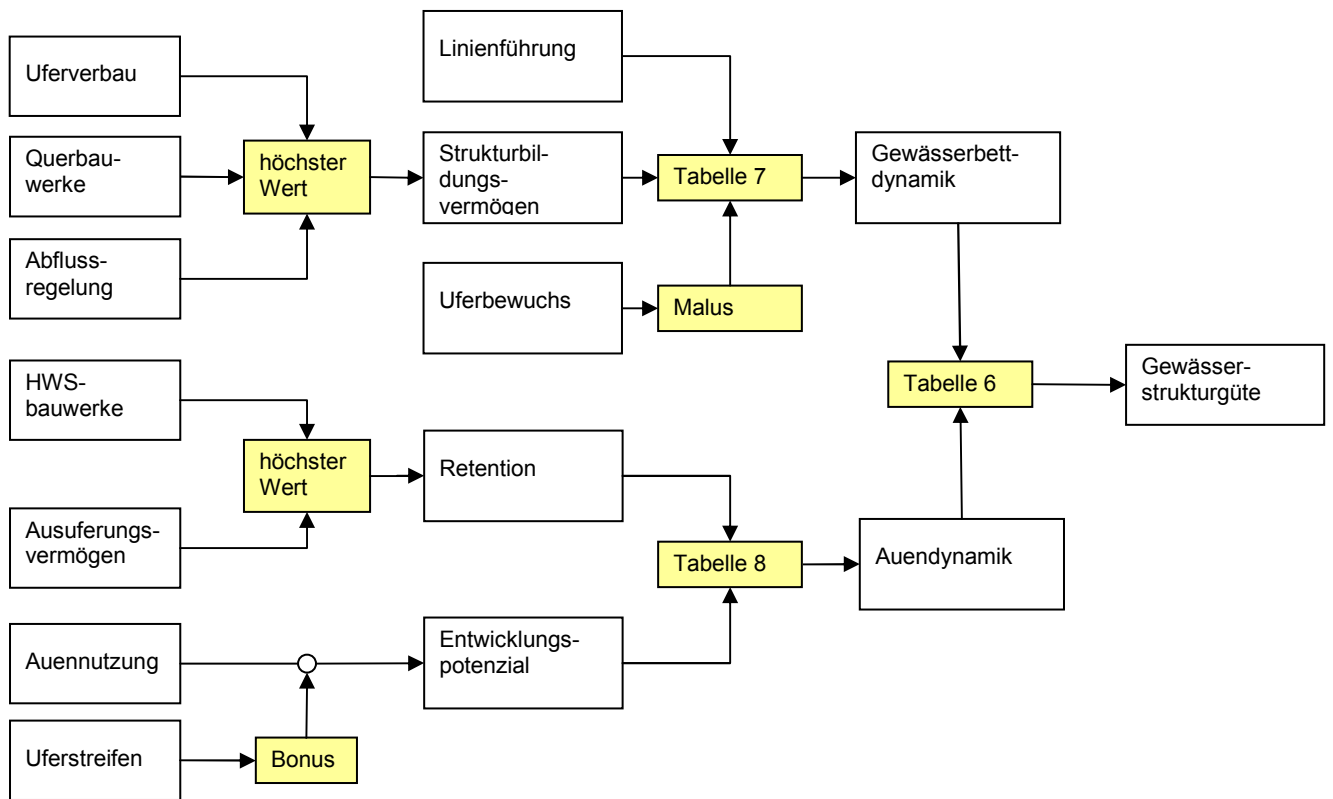 Uferverbau
Querbau-
werke
Abfluss-
regelung
höchster
Wert
Linienführung
Strukturbil-
dungs-
vermögen
Uferbewuchs
Tabelle 7
Malus
Gewässerbett-
dynamik
HWS-
bauwerke
Ausuferungs-
vermögen
höchster
Wert
Retention
Auennutzung
Uferstreifen
Bonus
Entwicklungs-
potenzial
Tabelle 8
Auendynamik
Tabelle 6
Gewässer-
strukturgüte